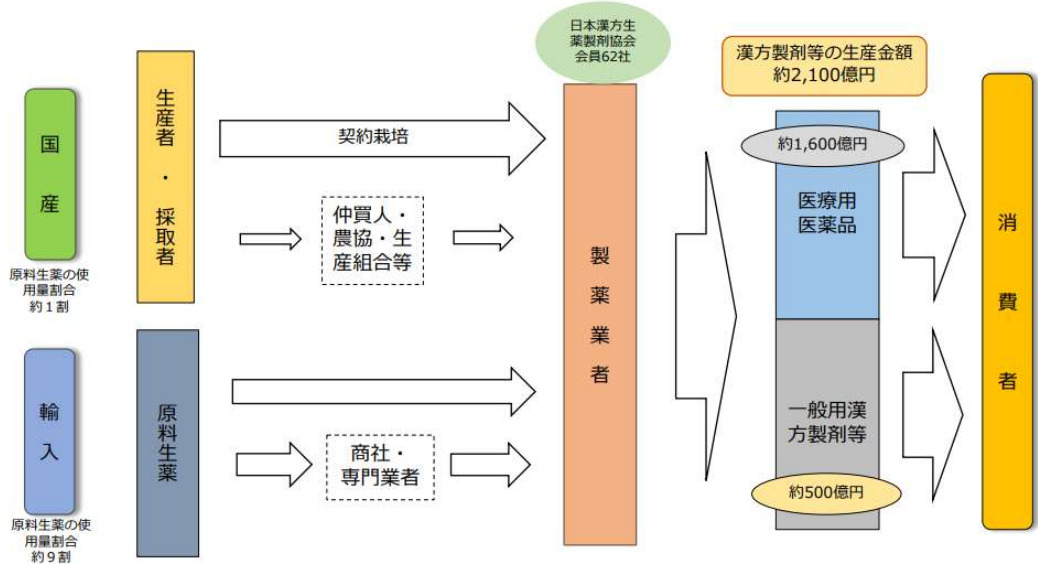 日本漢方生
薬製剤協会
会員62社
漢方製剤等の生産金額
約2,100億円
国産
原料生薬の使
用量割合
約1割
生産者・採取者
契約栽培
仲買人・
農協・生
産組合等
輸入
原料生薬の使
用量割合
約9割
原料生薬
商社・
専門業者
製薬業者
約1,600億円
医療用
医薬品
一般用漢
方製剤等
約500億円
消費者